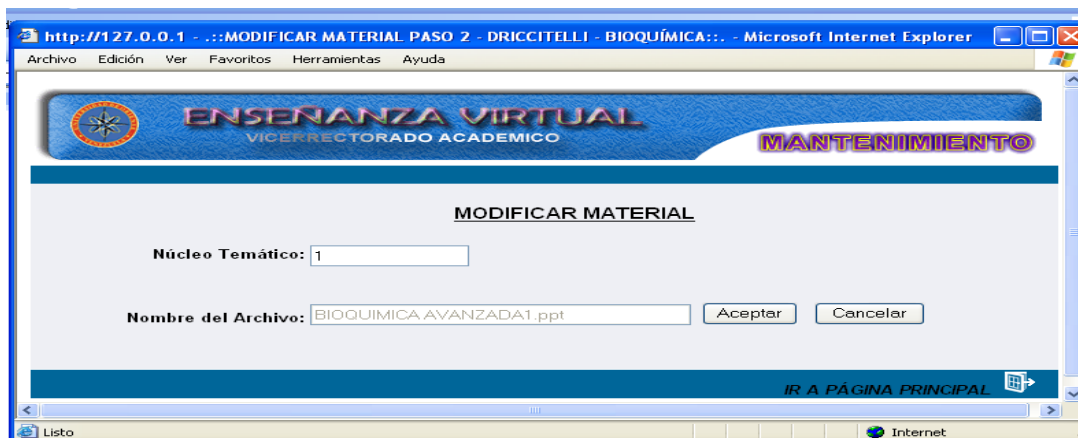 http://127.0.0.1 - .:::MODIFICAR MATERIAL PASO 2 - DRICCITELLI - BIOQUÍMICA::. - Microsoft Internet Explorer
Archivo Edición Ver Favoritos Herramientas Ayuda
ENSEÑANZA VIRTUAL
VICERRECTORADO ACADEMICO
MANTENIMIENTO
MODIFICAR MATERIAL
Núcleo Temático: 1
Nombre del Archivo: BIOQUIMICA AVANZADA1.ppt Aceptar Cancelar
IR A PÁGINA PRINCIPAL
Listo Internet